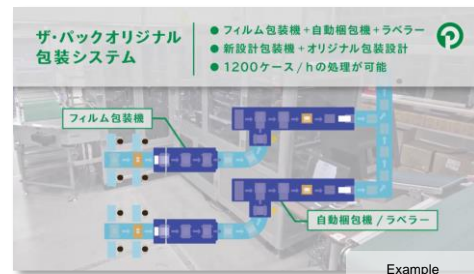 ザ・パックオリジナル
包装システム
● フィルム包装機+自動梱包機+ラベラー
● 新設計包装機+オリジナル包装設計
● 1200ケース/hの処理が可能
フィルム包装機
自動梱包機/ラベラー
Example